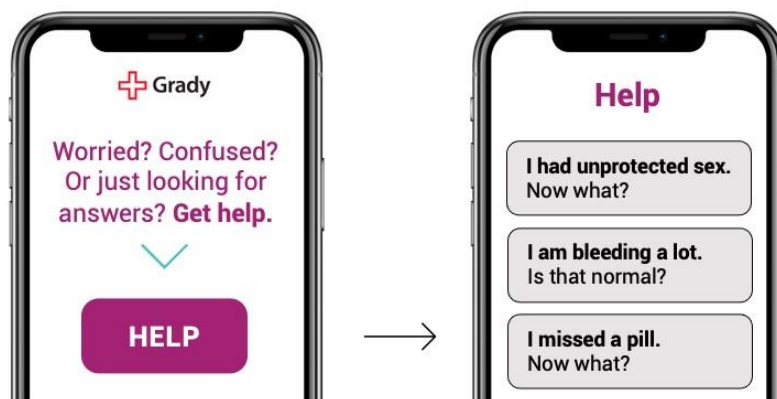 Grady
Worried? Confused?
Or just looking for
answers? Get help.
HELP
Help
I had unprotected sex.
Now what?
I am bleeding a lot.
Is that normal?
I missed a pill.
Now what?